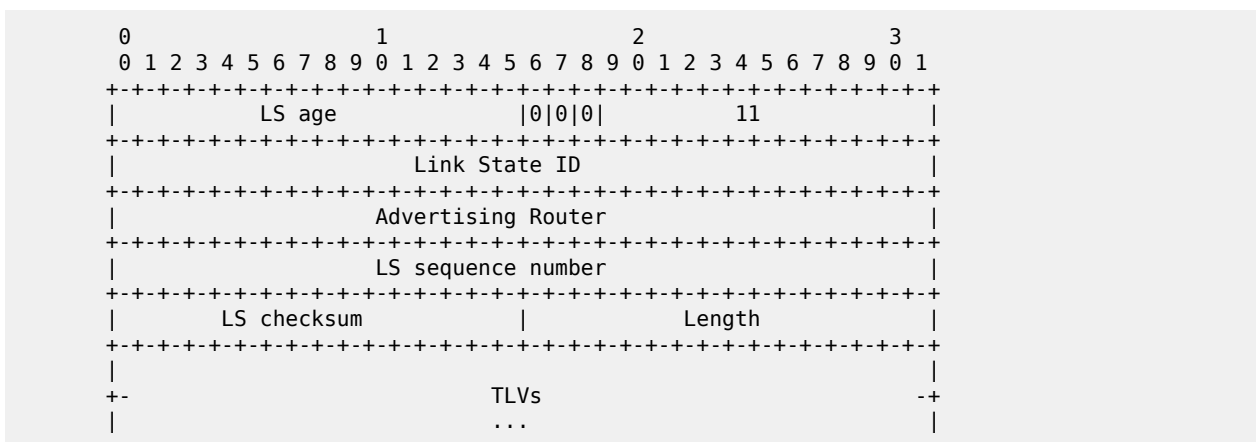 0                   1                   2                   3
 0 1 2 3 4 5 6 7 8 9 0 1 2 3 4 5 6 7 8 9 0 1 2 3 4 5 6 7 8 9 0 1
+-+-+-+-+-+-+-+-+-+-+-+-+-+-+-+-+-+-+-+-+-+-+-+-+-+-+-+-+-+-+-+-+
|           LS age              |0|0|0|          11             |
+-+-+-+-+-+-+-+-+-+-+-+-+-+-+-+-+-+-+-+-+-+-+-+-+-+-+-+-+-+-+-+-+
|                       Link State ID                           |
+-+-+-+-+-+-+-+-+-+-+-+-+-+-+-+-+-+-+-+-+-+-+-+-+-+-+-+-+-+-+-+-+
|                    Advertising Router                         |
+-+-+-+-+-+-+-+-+-+-+-+-+-+-+-+-+-+-+-+-+-+-+-+-+-+-+-+-+-+-+-+-+
|                    LS sequence number                         |
+-+-+-+-+-+-+-+-+-+-+-+-+-+-+-+-+-+-+-+-+-+-+-+-+-+-+-+-+-+-+-+-+
|        LS checksum            |            Length             |
+-+-+-+-+-+-+-+-+-+-+-+-+-+-+-+-+-+-+-+-+-+-+-+-+-+-+-+-+-+-+-+-+
|                                                               |
+-                            TLVs                             -+
|                             ...                               |